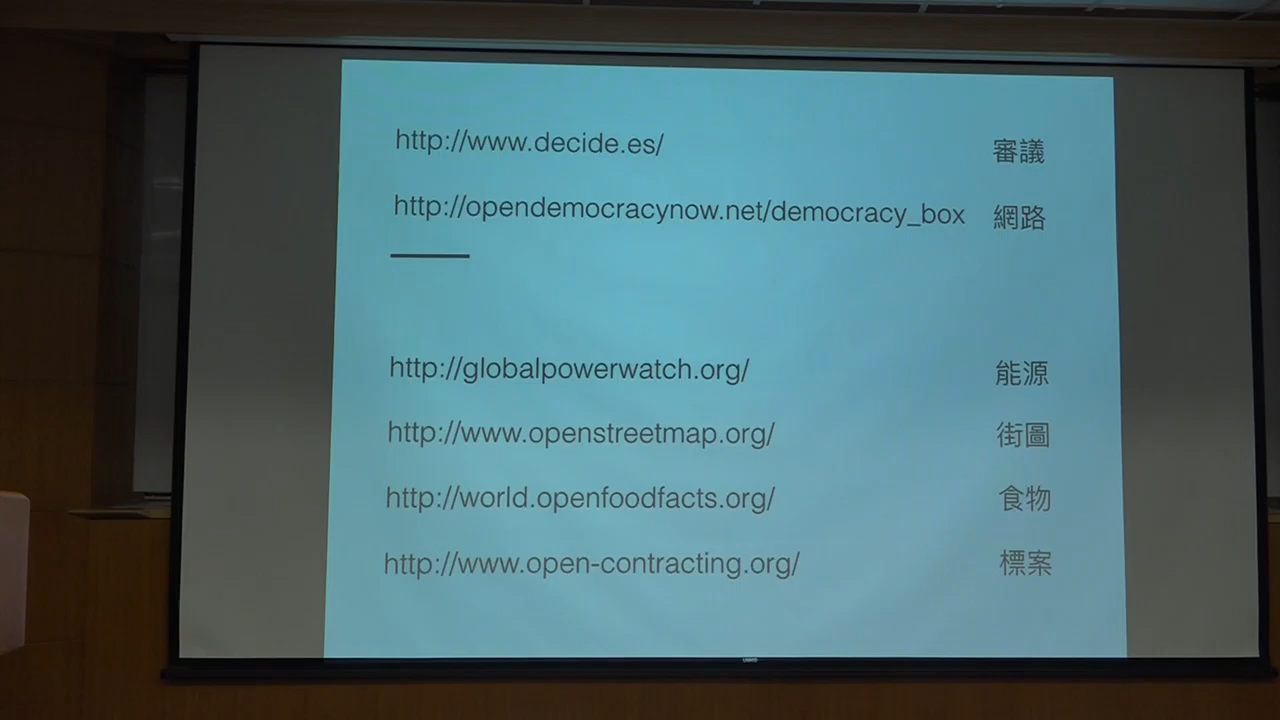 http://www.decide.es/ 審議
http://opendemocracynow.net/democracy_box 網路
http://globalpowerwatch.org/ 能源
http://www.openstreetmap.org/ 街圖
http://world.openfoodfacts.org/ 食物
http://www.open-contracting.org/ 標案